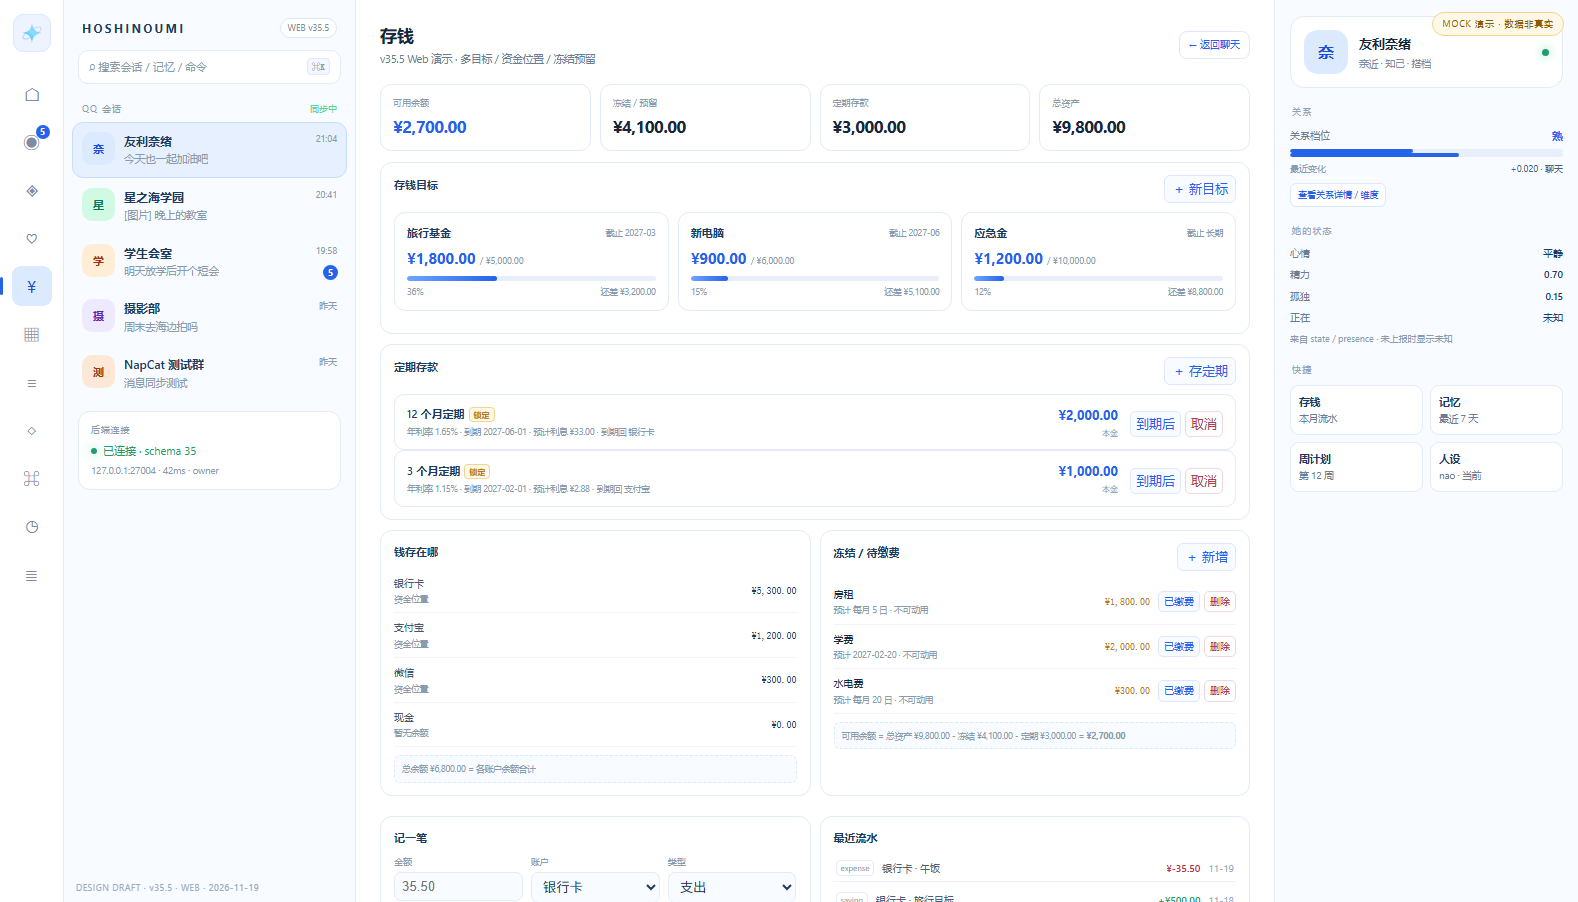 HOSHINOUMI
WEB v35.5
搜索会话 / 记忆 / 命令
⌘K
QQ 会话
同步中
奈
友利奈绪
今天也一起加油吧
21:04
星
星之海学园
[图片] 晚上的教室
20:41
学
学生会室
明天放学后开个短会
19:58
5
摄
摄影部
周末去海边拍吗
昨天
测
NapCat 测试群
消息同步测试
昨天
后端连接
已连接 · schema 35
127.0.0.1:27004 · 42ms · owner
DESIGN DRAFT · v35.5 · WEB · 2026-11-19
5
¥
存钱
v35.5 Web 演示 · 多目标 / 资金位置 / 冻结预留
← 返回聊天
可用余额
¥2,700.00
冻结 / 预留
¥4,100.00
定期存款
¥3,000.00
总资产
¥9,800.00
存钱目标
+ 新目标
旅行基金
截止 2027-03
¥1,800.00 / ¥5,000.00
36%
还差 ¥3,200.00
新电脑
截止 2027-06
¥900.00 / ¥6,000.00
15%
还差 ¥5,100.00
应急金
截止 长期
¥1,200.00 / ¥10,000.00
12%
还差 ¥8,800.00
定期存款
+ 存定期
12 个月定期 锁定
年利率 1.65% · 到期 2027-06-01 · 预计利息 ¥33.00 · 到期回 银行卡
¥2,000.00
本金
到期后
取消
3 个月定期 锁定
年利率 1.15% · 到期 2027-02-01 · 预计利息 ¥2.88 · 到期回 支付宝
¥1,000.00
本金
到期后
取消
钱存在哪
银行卡
资金位置
¥5,300.00
支付宝
资金位置
¥1,200.00
微信
资金位置
¥300.00
现金
暂无余额
¥0.00
总余额 ¥6,800.00 = 各账户余额合计
冻结 / 待缴费
+ 新增
房租
预计 每月 5 日 · 不可动用
¥1,800.00
已缴费
删除
学费
预计 2027-02-20 · 不可动用
¥2,000.00
已缴费
删除
水电费
预计 每月 20 日 · 不可动用
¥300.00
已缴费
删除
可用余额 = 总资产 ¥9,800.00 - 冻结 ¥4,100.00 - 定期 ¥3,000.00 = ¥2,700.00
记一笔
金额
账户
类型
35.50
银行卡
支出
最近流水
expense
银行卡 · 午饭
¥-35.50
11-19
saving
银行卡 · 旅行目标
+¥500.00
11-18
MOCK 演示 · 数据非真实
奈
友利奈绪
亲近 · 知己 · 搭档
关系
关系档位
熟
最近变化
+0.020 · 聊天
查看关系详情 / 维度
她的状态
心情
平静
精力
0.70
孤独
0.15
正在
未知
来自 state / presence · 未上报时显示未知
快捷
存钱
本月流水
记忆
最近 7 天
周计划
第 12 周
人设
nao · 当前